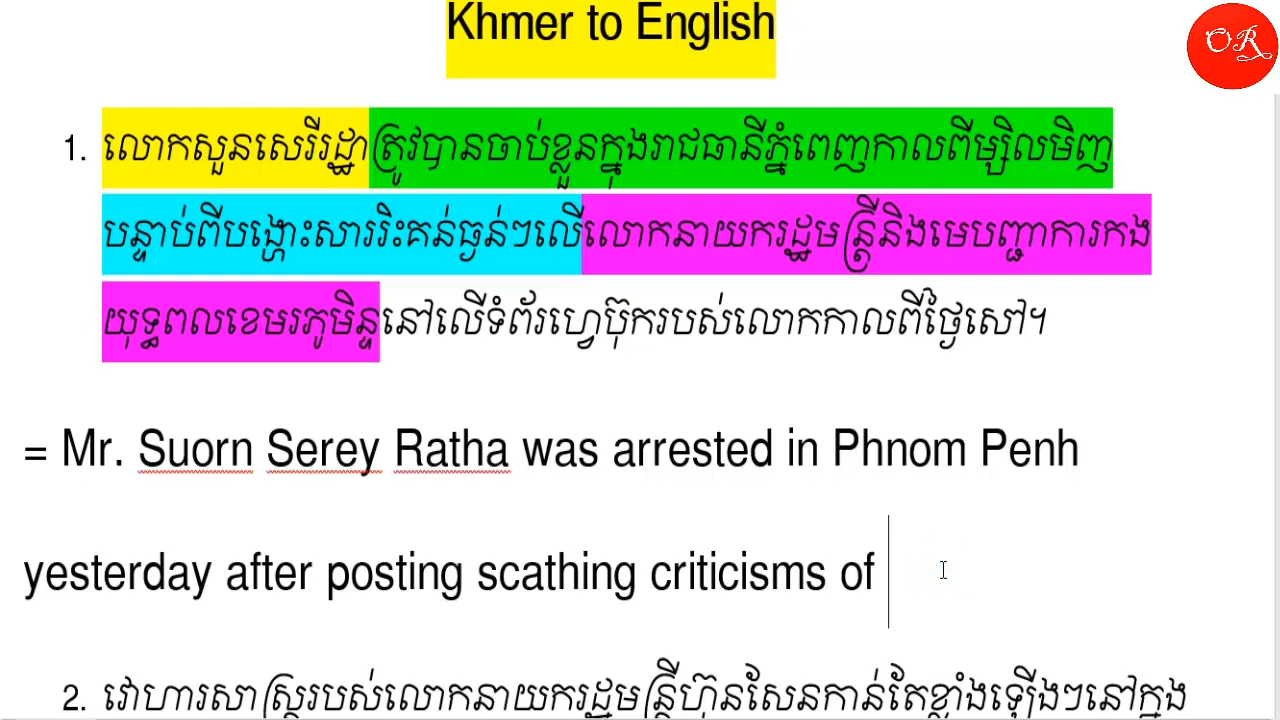 Khmer to English
OR
1. លោកសួនសេរីរដ្ឋាត្រូវបានចាប់ខ្លួនក្នុងរាជធានីភ្នំពេញកាលពីម្សិលមិញ
បន្ទាប់ពីបង្ហោះសាររិះគន់ធ្ងន់ៗលើលោកនាយករដ្ឋមន្ត្រីនិងមេបញ្ជាការកង
យុទ្ធពលខេមរភូមិន្ទនៅលើទំព័រហ្វេប៊ុករបស់លោកកាលពីថ្ងៃសៅ។
= Mr. Suorn Serey Ratha was arrested in Phnom Penh
yesterday after posting scathing criticisms of
2. វោហារសាស្ត្ររបស់លោកនាយករដ្ឋមន្ត្រីហ៊ុនសែនកាន់តែខ្លាំងឡើងៗនៅក្នុង